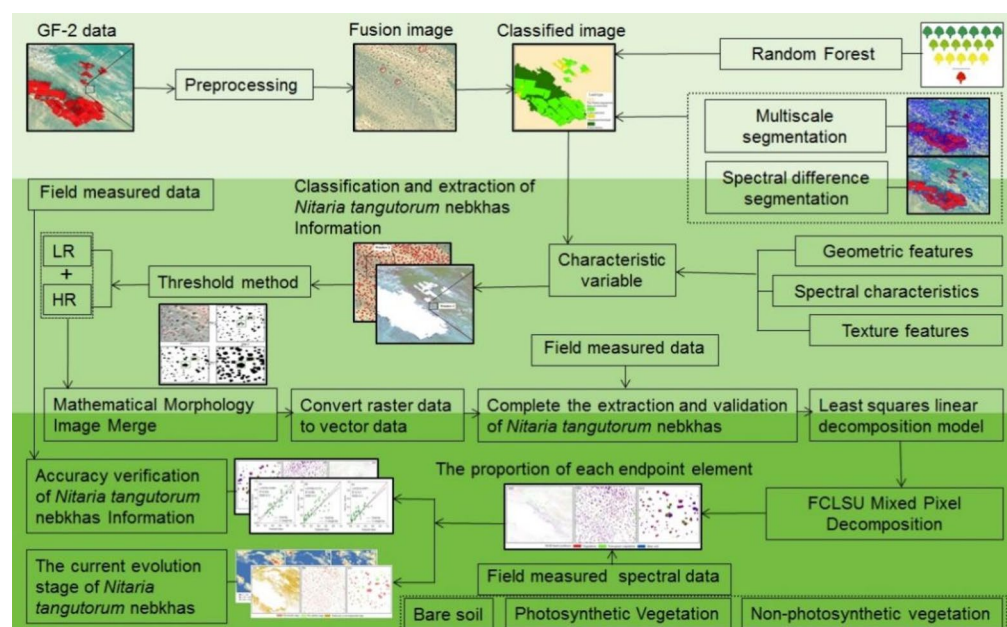 GF-2 data
Fusion image
Classified image
Preprocessing
Random Forest
Multiscale
segmentation
Spectral difference
segmentation
Field measured data
LR
+
HR
Threshold method
Classification and extraction of
Nitaria tangutorum nebkhas
Information
Characteristic
variable
Geometric features
Spectral characteristics
Texture features
Field measured data
Mathematical Morphology
Image Merge
Convert raster data
to vector data
Complete the extraction and validation
of Nitaria tangutorum nebkhas
Least squares linear
decomposition model
Accuracy verification
of Nitaria tangutorum
nebkhas Information
The proportion of each endpoint element
FCLSU Mixed Pixel
Decomposition
The current evolution
stage of Nitaria
tangutorum nebkhas
Field measured spectral data
Bare soil
Photosynthetic Vegetation
Non-photosynthetic vegetation